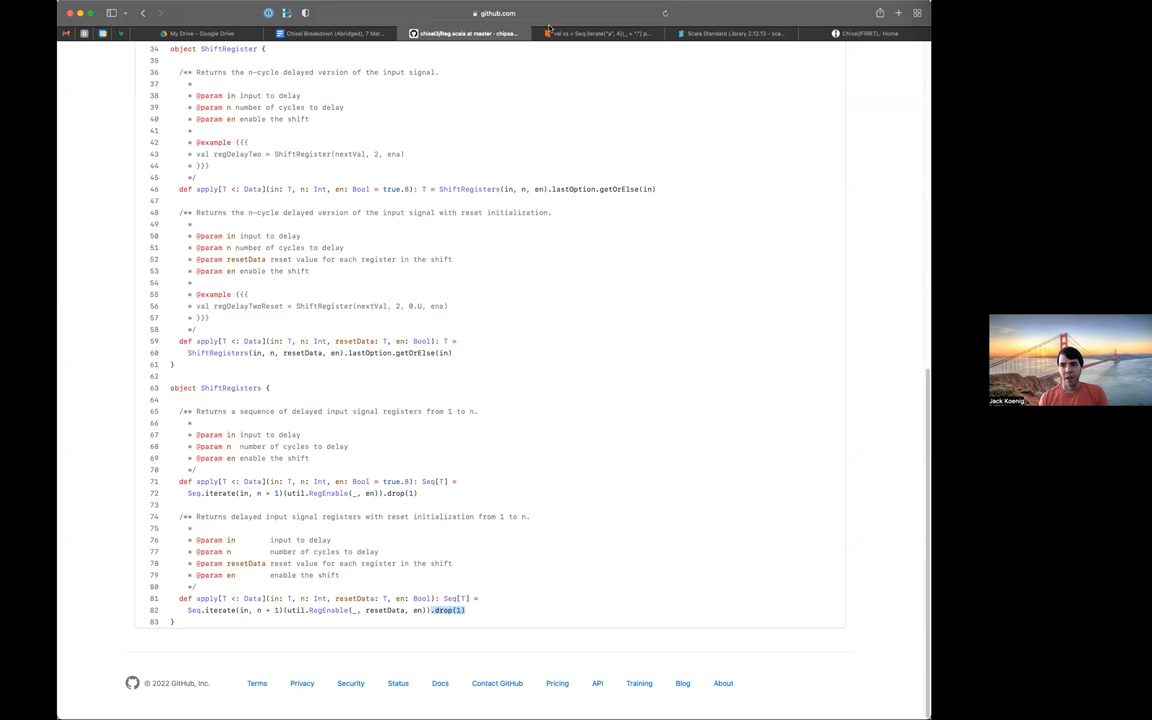 github.com
My Drive - Google Drive
Chisel Breakdown (Abridged), 7 Mar...
chisel3/Reg.scala at master · chipsa...
val xs = Seq.iterate("a", 4)(_ + ".") p...
Scala Standard Library 2.12.13 - sca...
Chisel/FIRRTL: Home
34 object ShiftRegister {
35
36 /** Returns the n-cycle delayed version of the input signal.
37 *
38 * @param in input to delay
39 * @param n number of cycles to delay
40 * @param en enable the shift
41 *
42 * @example {{{
43 * val regDelayTwo = ShiftRegister(nextVal, 2, ena)
44 * }}}
45 */
46 def apply[T <: Data](in: T, n: Int, en: Bool = true.B): T = ShiftRegisters(in, n, en).lastOption.getOrElse(in)
47
48 /** Returns the n-cycle delayed version of the input signal with reset initialization.
49 *
50 * @param in input to delay
51 * @param n number of cycles to delay
52 * @param resetData reset value for each register in the shift
53 * @param en enable the shift
54 *
55 * @example {{{
56 * val regDelayTwoReset = ShiftRegister(nextVal, 2, 0.U, ena)
57 * }}}
58 */
59 def apply[T <: Data](in: T, n: Int, resetData: T, en: Bool): T =
60 ShiftRegisters(in, n, resetData, en).lastOption.getOrElse(in)
61 }
62
63 object ShiftRegisters {
64
65 /** Returns a sequence of delayed input signal registers from 1 to n.
66 *
67 * @param in input to delay
68 * @param n number of cycles to delay
69 * @param en enable the shift
70 */
71 def apply[T <: Data](in: T, n: Int, en: Bool = true.B): Seq[T] =
72 Seq.iterate(in, n + 1)(util.RegEnable(_, en)).drop(1)
73
74 /** Returns delayed input signal registers with reset initialization from 1 to n.
75 *
76 * @param in input to delay
77 * @param n number of cycles to delay
78 * @param resetData reset value for each register in the shift
79 * @param en enable the shift
80 */
81 def apply[T <: Data](in: T, n: Int, resetData: T, en: Bool): Seq[T] =
82 Seq.iterate(in, n + 1)(util.RegEnable(_, resetData, en)).drop(1)
83 }
© 2022 GitHub, Inc. Terms Privacy Security Status Docs Contact GitHub Pricing API Training Blog About
Jack Koenig